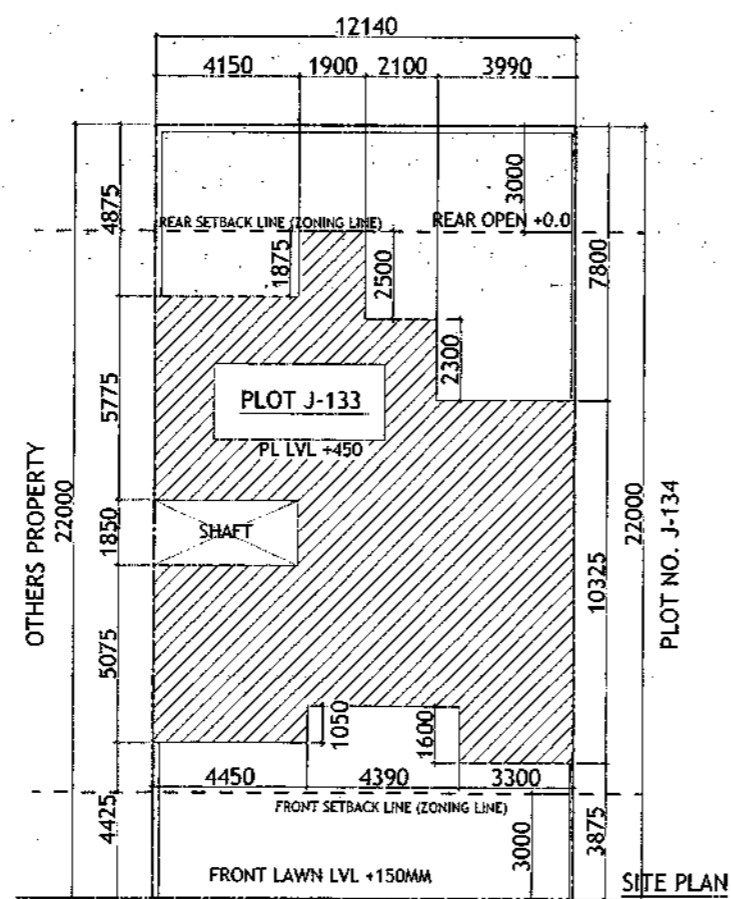 12140
4150 1900 2100 3990
4875
3000
REAR SETBACK LINE (ZONING LINE)
REAR OPEN +0.0
1875
2500
7800
2300
5775
PLOT J-133
PL LVL +450
OTHERS PROPERTY
22000
1850
SHAFT
22000
PLOT NO. J-134
10325
5075
1050
1600
4450 4390 3300
FRONT SETBACK LINE (ZONING LINE)
4425
3000
3875
FRONT LAWN LVL +150MM
SITE PLAN